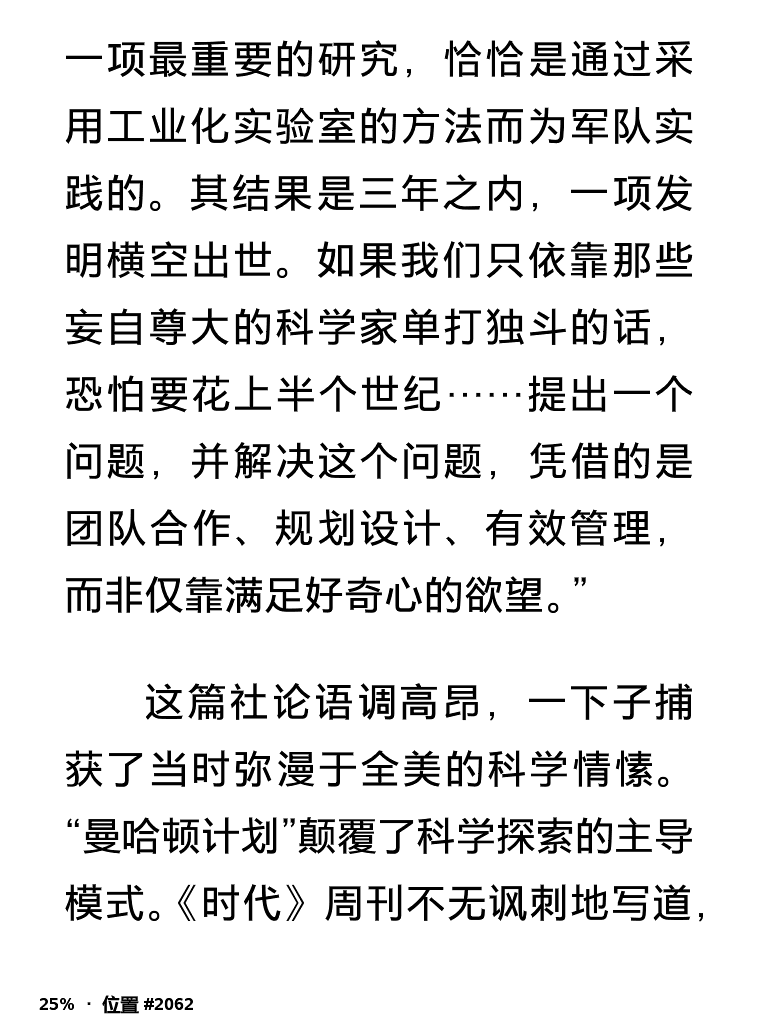 一项最重要的研究，恰恰是通过采
用工业化实验室的方法而为军队实
践的。其结果是三年之内，一项发
明横空出世。如果我们只依靠那些
妄自尊大的科学家单打独斗的话，
恐怕要花上半个世纪……提出一个
问题，并解决这个问题，凭借的是
团队合作、规划设计、有效管理，
而非仅靠满足好奇心的欲望。”
这篇社论语调高昂，一下子捕
获了当时弥漫于全美的科学情愫。
“曼哈顿计划”颠覆了科学探索的主导
模式。《时代》周刊不无讽刺地写道，
25% · 位置 #2062